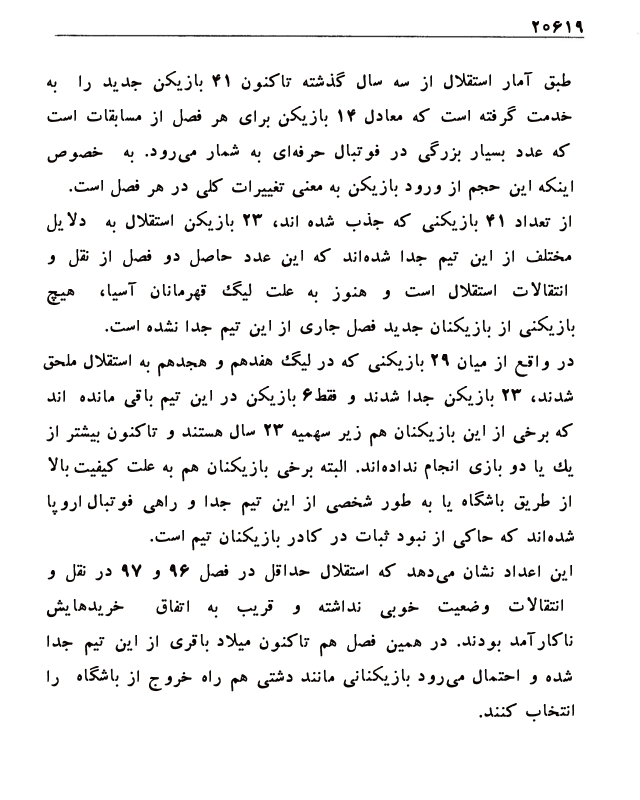 ۲۰۶۱۹
طبق آمار استقلال از سه سال گذشته تاکنون ۴۱ بازیکن جدید را به
خدمت گرفته است که معادل ۱۴ بازیکن برای هر فصل از مسابقات است
که عدد بسیار بزرگی در فوتبال حرفه‌ای به شمار می‌رود. به خصوص
اینکه این حجم از ورود بازیکن به معنی تغییرات کلی در هر فصل است.
از تعداد ۴۱ بازیکنی که جذب شده اند، ۲۳ بازیکن استقلال به دلایل
مختلف از این تیم جدا شده‌اند که این عدد حاصل دو فصل از نقل و
انتقالات استقلال است و هنوز به علت لیگ قهرمانان آسیا، هیچ
بازیکنی از بازیکنان جدید فصل جاری از این تیم جدا نشده است.
در واقع از میان ۲۹ بازیکنی که در لیگ هفدهم و هجدهم به استقلال ملحق
شدند، ۲۳ بازیکن جدا شدند و فقط۶ بازیکن در این تیم باقی مانده اند
که برخی از این بازیکنان هم زیر سهمیه ۲۳ سال هستند و تاکنون بیشتر از
یك یا دو بازی انجام نداده‌اند. البته برخی بازیکنان هم به علت کیفیت بالا
از طریق باشگاه یا به طور شخصی از این تیم جدا و راهی فوتبال اروپا
شده‌اند که حاکی از نبود ثبات در کادر بازیکنان تیم است.
این اعداد نشان می‌دهد که استقلال حداقل در فصل ۹۶ و ۹۷ در نقل و
انتقالات وضعیت خوبی نداشته و قریب به اتفاق خریدهایش
ناکارآمد بودند. در همین فصل هم تاکنون میلاد باقری از این تیم جدا
شده و احتمال می‌رود بازیکنانی مانند دشتی هم راه خروج از باشگاه را
انتخاب کنند.